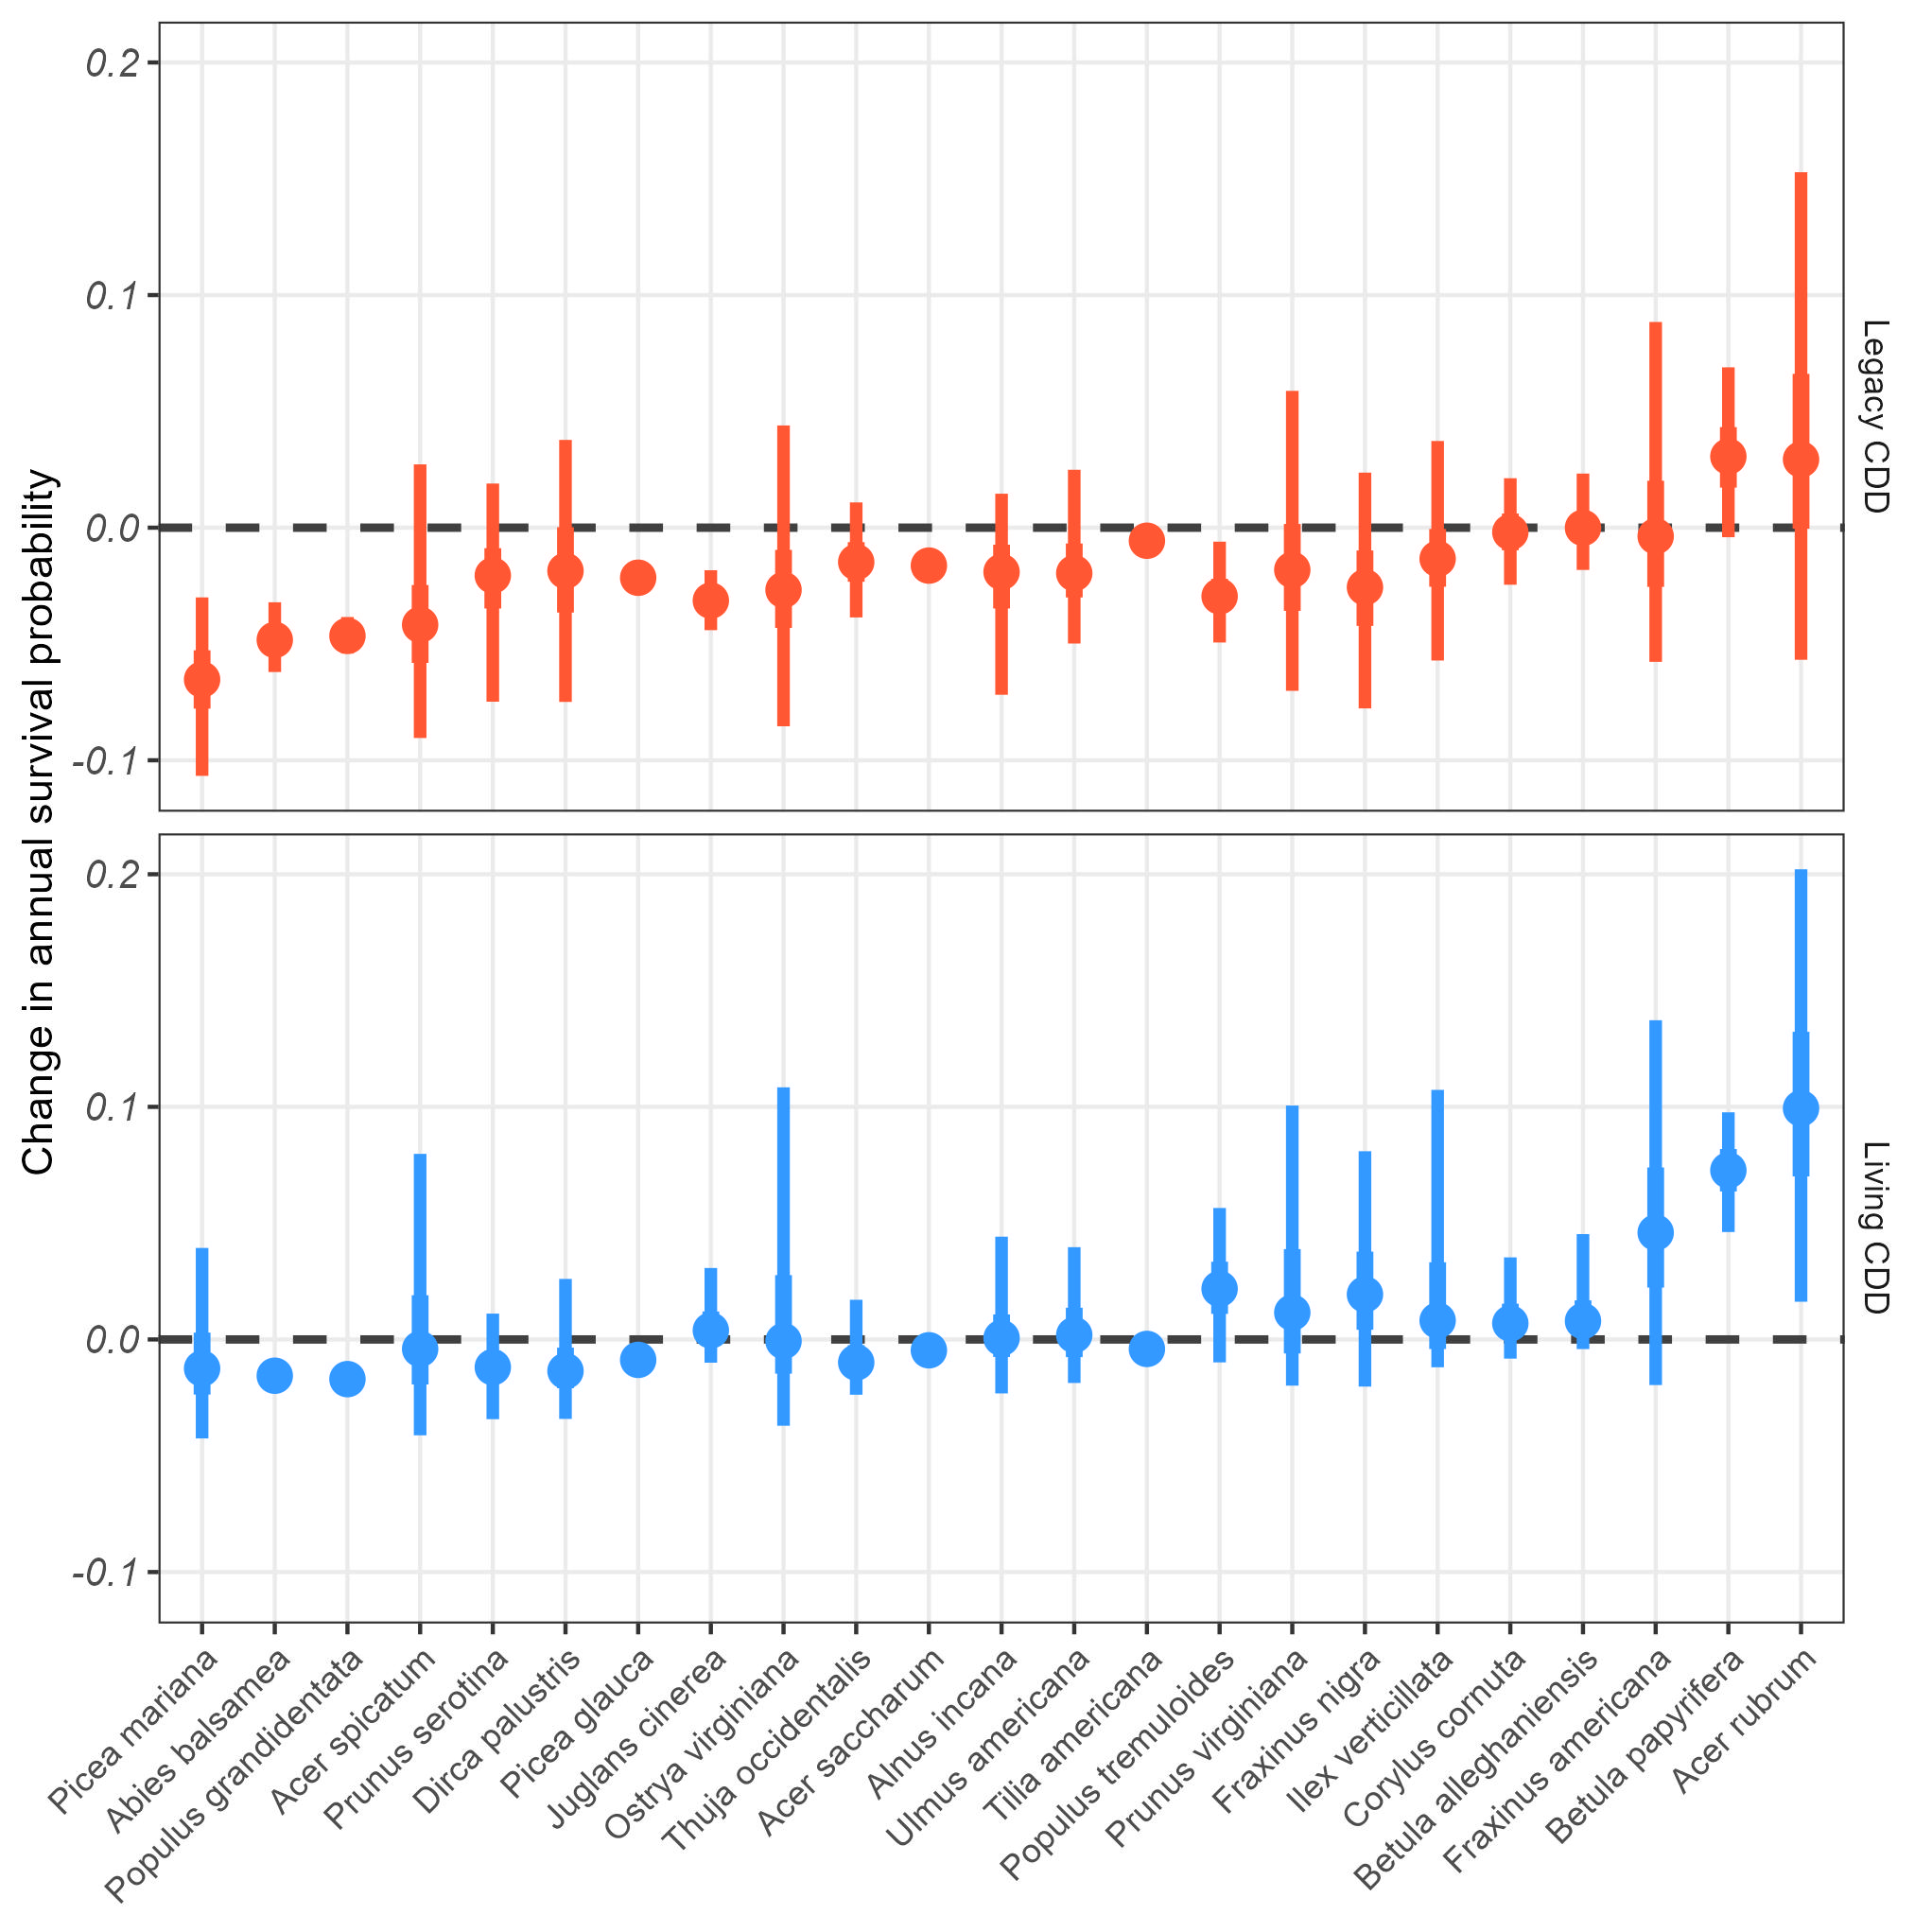 Change in annual survival probability
0.2
0.1
0.0
-0.1
Legacy CDD
0.2
0.1
0.0
-0.1
Living CDD
Picea mariana
Abies balsamea
Populus grandidentata
Acer spicatum
Prunus serotina
Dirca palustris
Picea glauca
Juglans cinerea
Ostrya virginiana
Thuja occidentalis
Acer saccharum
Alnus incana
Ulmus americana
Tilia americana
Populus tremuloides
Prunus virginiana
Fraxinus nigra
Ilex verticillata
Corylus cornuta
Betula alleghaniensis
Fraxinus americana
Betula papyrifera
Acer rubrum